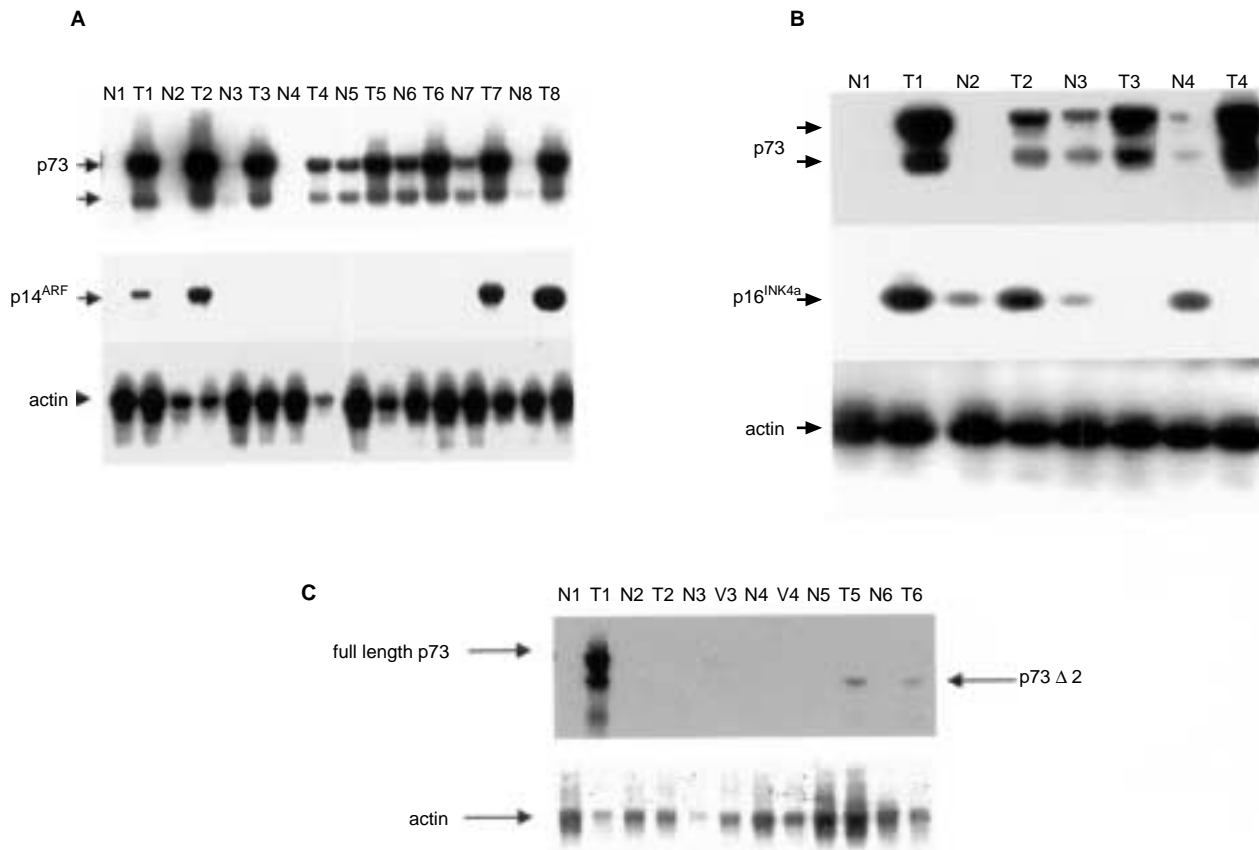 A
N1 T1 N2 T2 N3 T3 N4 T4 N5 T5 N6 T6 N7 T7 N8 T8
p73
p14ARF
actin
B
N1 T1 N2 T2 N3 T3 N4 T4
p73
p16INK4a
actin
C
N1 T1 N2 T2 N3 V3 N4 V4 N5 T5 N6 T6
full length p73
p73 Δ 2
actin